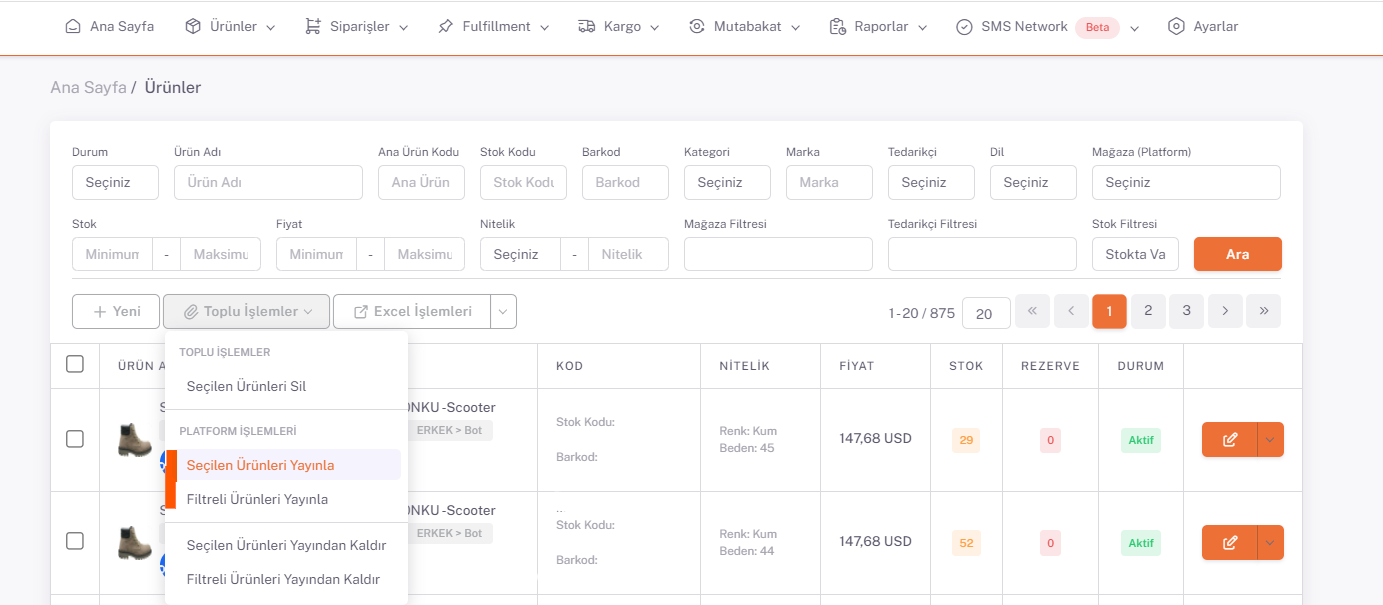 Ana Sayfa Ürünler Siparişler Fulfillment Kargo Mutabakat Raporlar SMS Network Beta Ayarlar
Ana Sayfa / Ürünler
Durum Ürün Adı Ana Ürün Kodu Stok Kodu Barkod Kategori Marka Tedarikçi Dil Mağaza (Platform)
Seçiniz Ürün Adı Ana Ürün Stok Kodu Barkod Seçiniz Marka Seçiniz Seçiniz Seçiniz
Stok Fiyat Nitelik Mağaza Filtresi Tedarikçi Filtresi Stok Filtresi
Minimum - Maksimu Minimum - Maksimu Seçiniz - Nitelik Stokta Va Ara
Yeni Toplu İşlemler Excel İşlemleri 1 - 20 / 875 20 « < 1 2 3 > »
TOPLU İŞLEMLER
ÜRÜN A KOD NİTELİK FİYAT STOK REZERVE DURUM
Seçilen Ürünleri Sil
S ONKU -Scooter
ERKEK > Bot
Stok Kodu:
Barkod:
Renk: Kum
Beden: 45
147,68 USD 29 0 Aktif
PLATFORM İŞLEMLERİ
Seçilen Ürünleri Yayınla
Filtreli Ürünleri Yayınla
S ONKU -Scooter
ERKEK > Bot
..
Stok Kodu:
Barkod:
Renk: Kum
Beden: 44
147,68 USD 52 0 Aktif
Seçilen Ürünleri Yayından Kaldır
Filtreli Ürünleri Yayından Kaldır